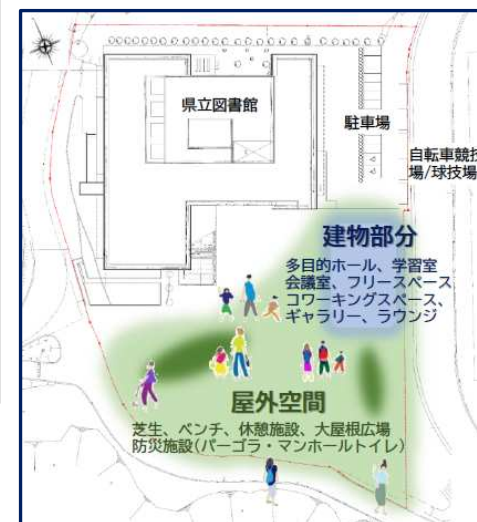 県立図書館
駐車場
自転車競技
場/球技場
建物部分
多目的ホール、学習室
会議室、フリースペース
コワーキングスペース、
ギャラリー、ラウンジ
屋外空間
芝生、ベンチ、休憩施設、大屋根広場
防災施設(パーゴラ・マンホールトイレ)